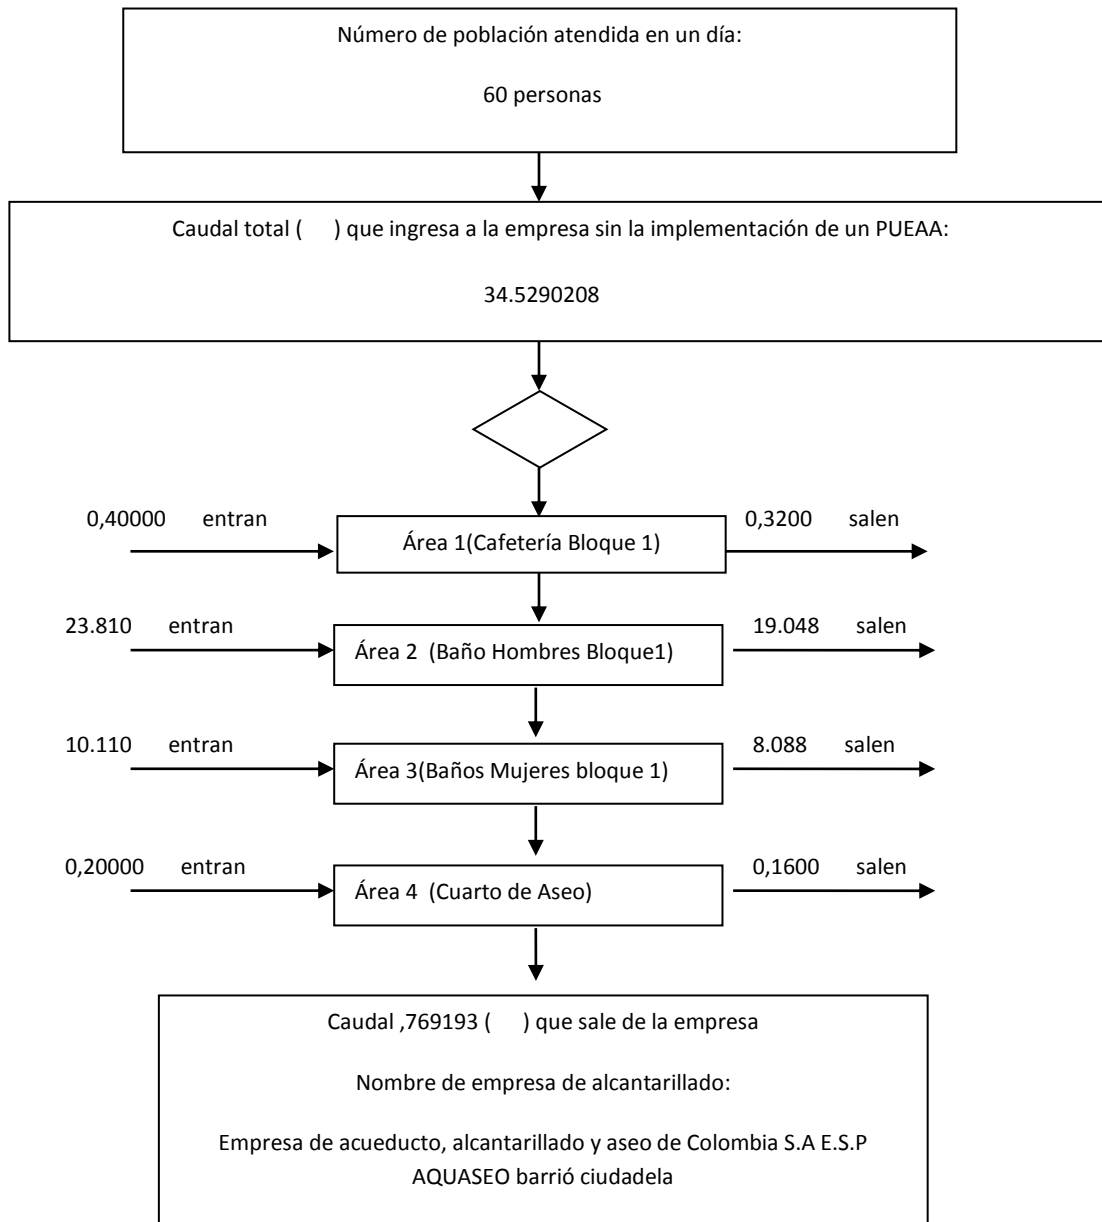 Número de población atendida en un día:
60 personas
Caudal total (    ) que ingresa a la empresa sin la implementación de un PUEAA:
34.5290208
0,40000 entran
Área 1(Cafetería Bloque 1)
0,3200 salen
23.810 entran
Área 2 (Baño Hombres Bloque1)
19.048 salen
10.110 entran
Área 3(Baños Mujeres bloque 1)
8.088 salen
0,20000 entran
Área 4 (Cuarto de Aseo)
0,1600 salen
Caudal ,769193 (    ) que sale de la empresa
Nombre de empresa de alcantarillado:
Empresa de acueducto, alcantarillado y aseo de Colombia S.A E.S.P
AQUASEO barrió ciudadela